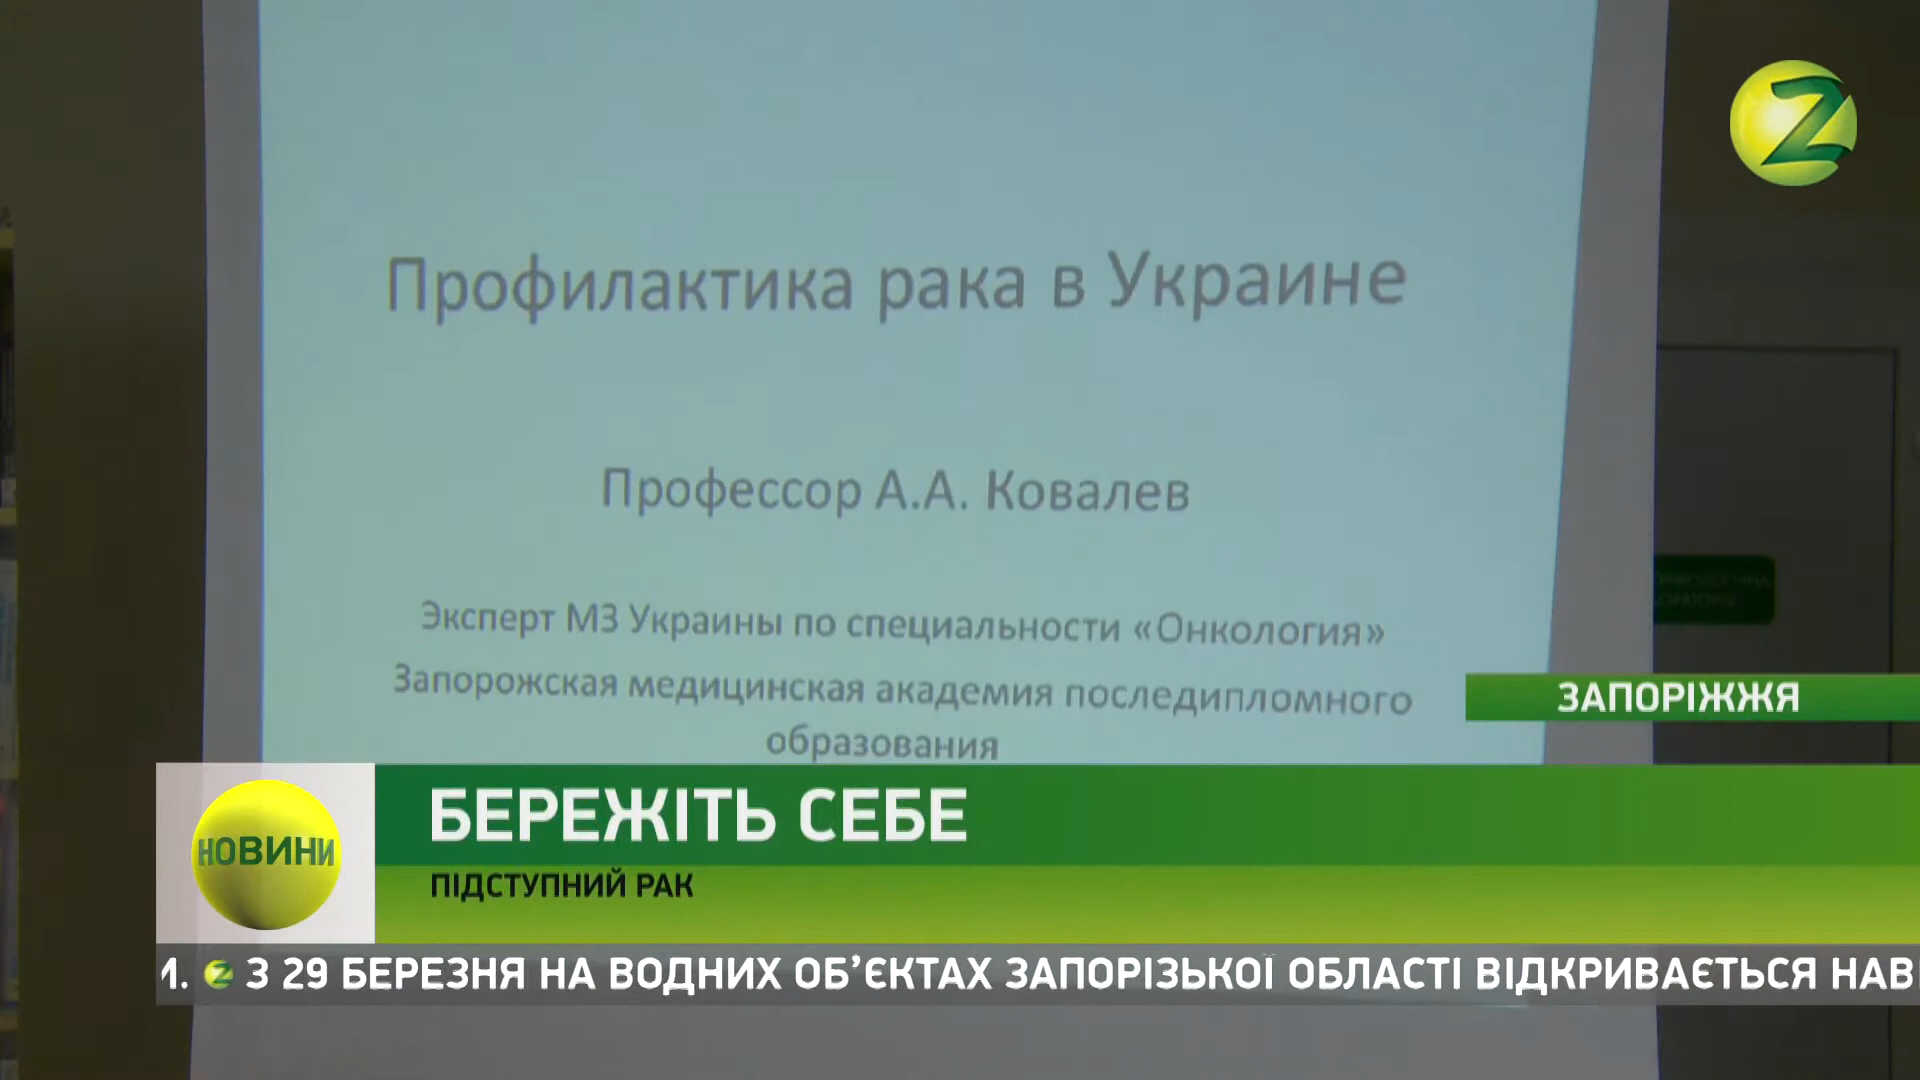 Профилактика рака в Украине
Профессор А.А. Ковалев
Эксперт МЗ Украины по специальности «Онкология»
Запорожская медицинская академия последипломного
образования
ЗАПОРІЖЖЯ
БЕРЕЖІТЬ СЕБЕ
НОВИНИ
ПІДСТУПНИЙ РАК
З 29 БЕРЕЗНЯ НА ВОДНИХ ОБ’ЄКТАХ ЗАПОРІЗЬКОЇ ОБЛАСТІ ВІДКРИВАЄТЬСЯ НАВ